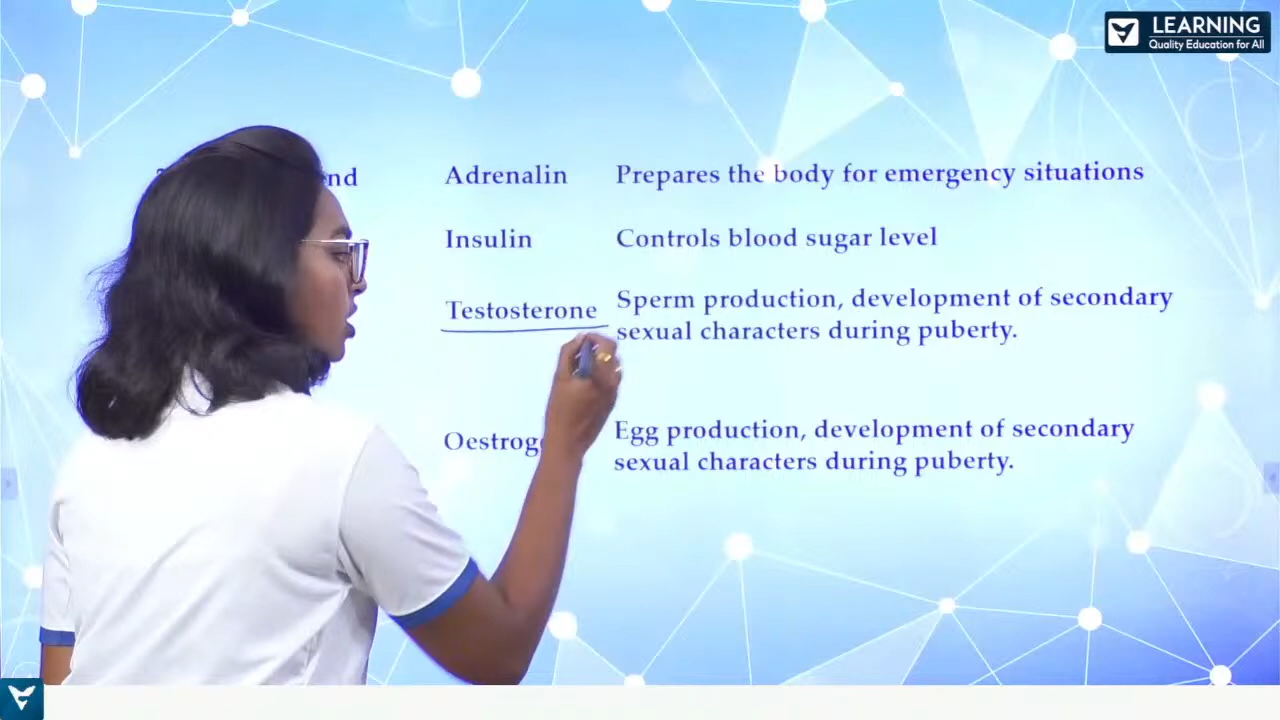 LEARNING
Quality Education for All
Adrenalin Prepares the body for emergency situations
Insulin Controls blood sugar level
Testosterone Sperm production, development of secondary
sexual characters during puberty.
Egg production, development of secondary
sexual characters during puberty.